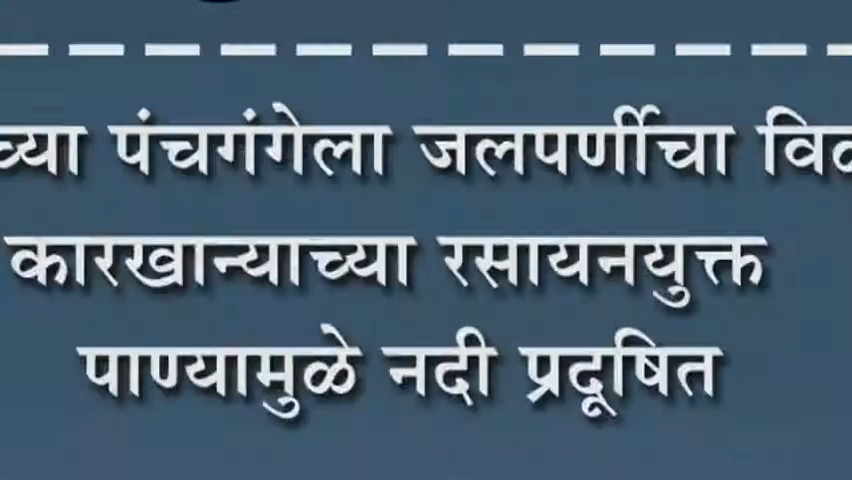 पंचगंगेला जलपर्णीचा
कारखान्याच्या रसायनयुक्त
पाण्यामुळे नदी प्रदूषित